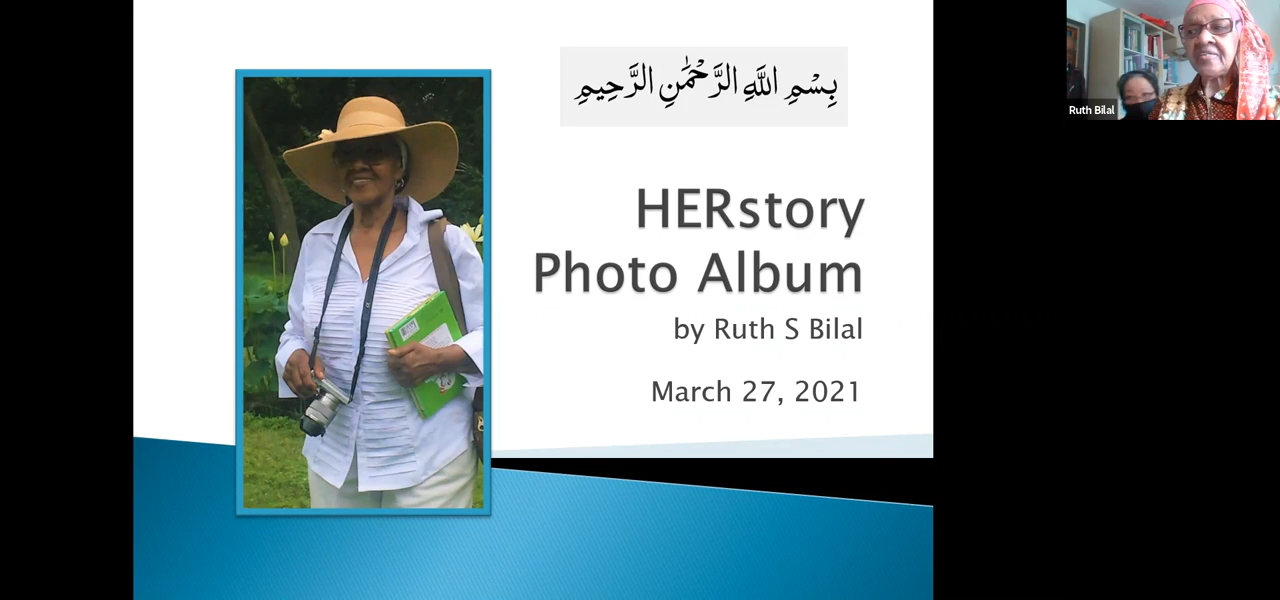 بِسْمِ اللَّهِ الرَّحْمَٰنِ الرَّحِيمِ
HERstory
Photo Album
by Ruth S Bilal
March 27, 2021
Ruth Bilal